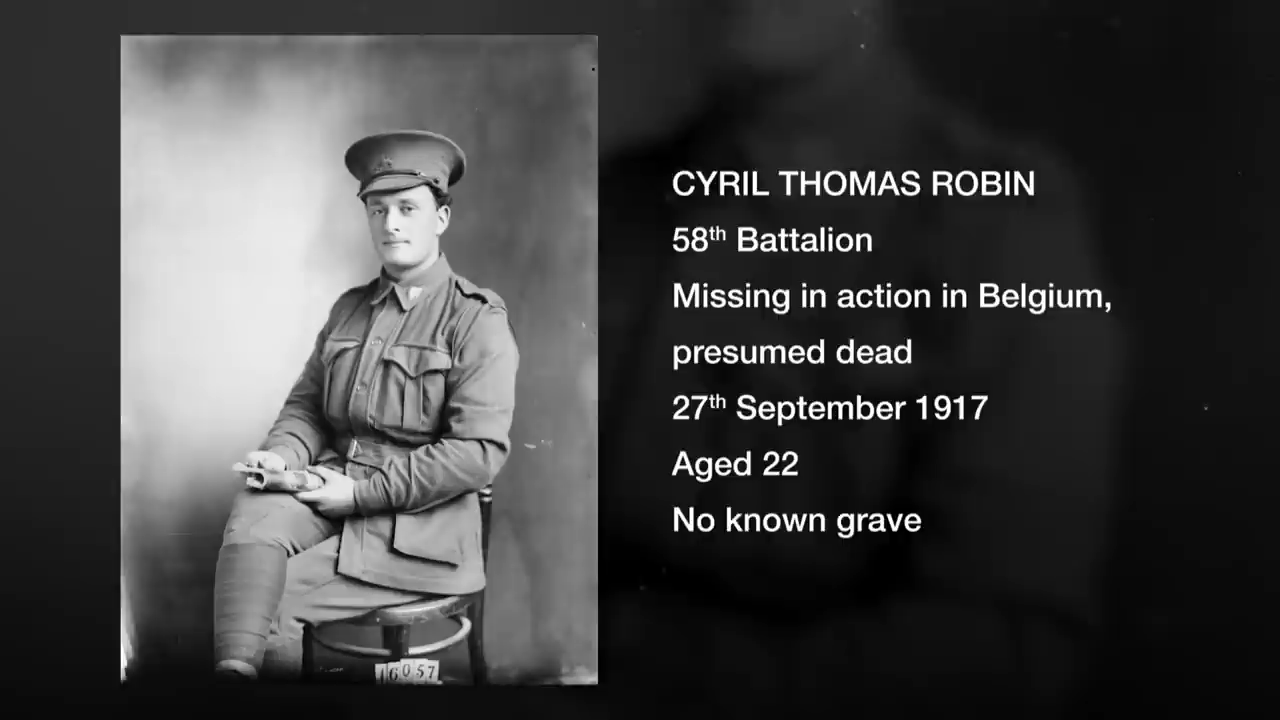 CYRIL THOMAS ROBIN
58th Battalion
Missing in action in Belgium,
presumed dead
27th September 1917
Aged 22
No known grave
46057